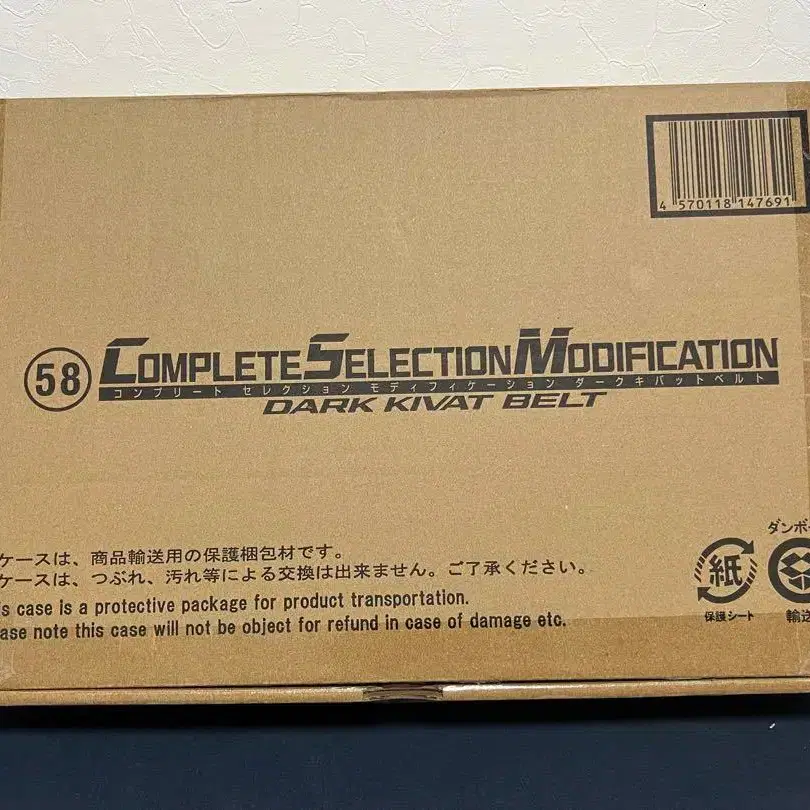 4 570118 147691
58 COMPLETE SELECTION MODIFICATION
コンプリート セレクション モディフィケーション ダークキバットベルト
DARK KIVAT BELT
ダンボ
ケースは、商品輸送用の保護梱包材です。
ケースは、つぶれ、汚れ等による交換は出来ません。ご了承ください。
s case is a protective package for product transportation.
ase note this case will not be object for refund in case of damage etc.
紙
保護シート
輸送